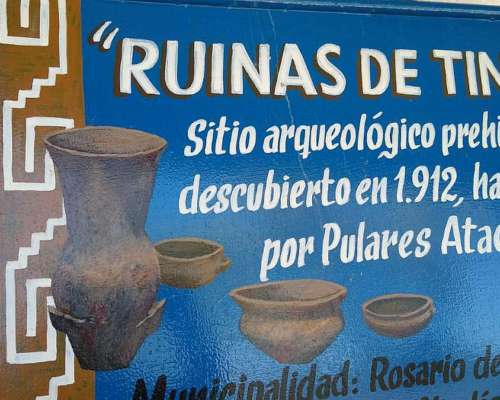 "RUINAS DE TIN
Sitio arqueológico prehi
descubierto en 1.912, ha
por Pulares Atac
Municipalidad: Rosario de